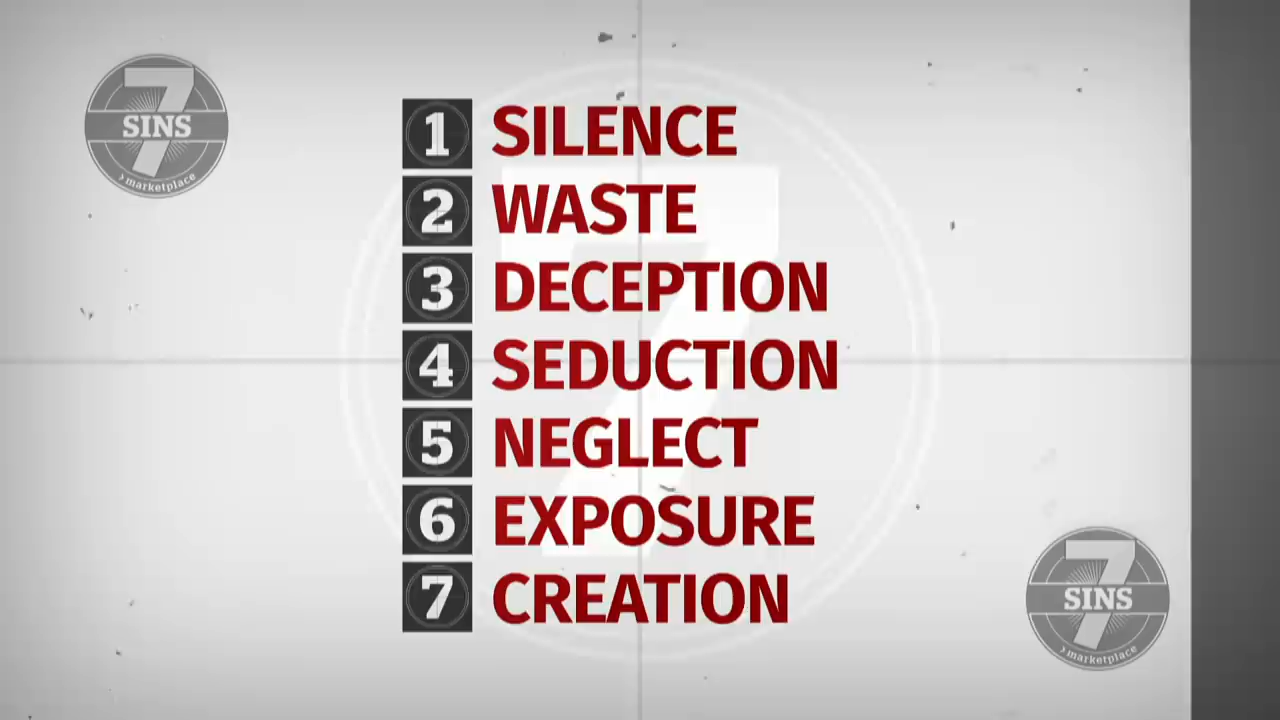 7
SINS
marketplace
1 SILENCE
2 WASTE
3 DECEPTION
4 SEDUCTION
5 NEGLECT
6 EXPOSURE
7 CREATION
7
SINS
marketplace